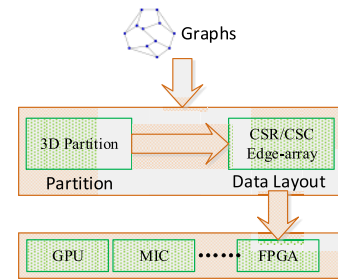 Graphs
3D Partition
CSR/CSC
Edge-array
Partition
Data Layout
GPU
MIC
FPGA